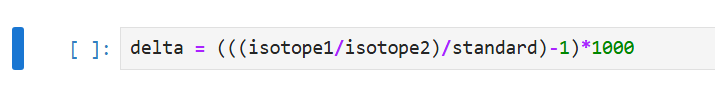 [ ]: delta = (((isotope1/isotope2)/standard)-1)*1000